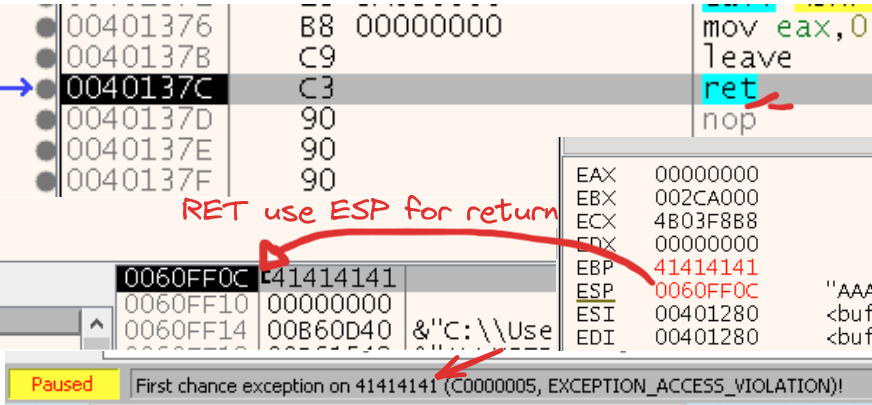 00401376 B8 00000000 mov eax,0
0040137B C9 leave
0040137C C3 ret
0040137D 90 nop
0040137E 90
0040137F 90
EAX 00000000
EBX 002CA000
ECX 4B03F8B8
EDX 00000000
EBP 41414141
ESP 0060FF0C "AAA
ESI 00401280 <buf
EDI 00401280 <buf
RET use ESP for return
0060FF0C 41414141
0060FF10 00000000
0060FF14 00B60D40 &"C:\\Use
Paused First chance exception on 41414141 (C0000005, EXCEPTION_ACCESS_VIOLATION)!